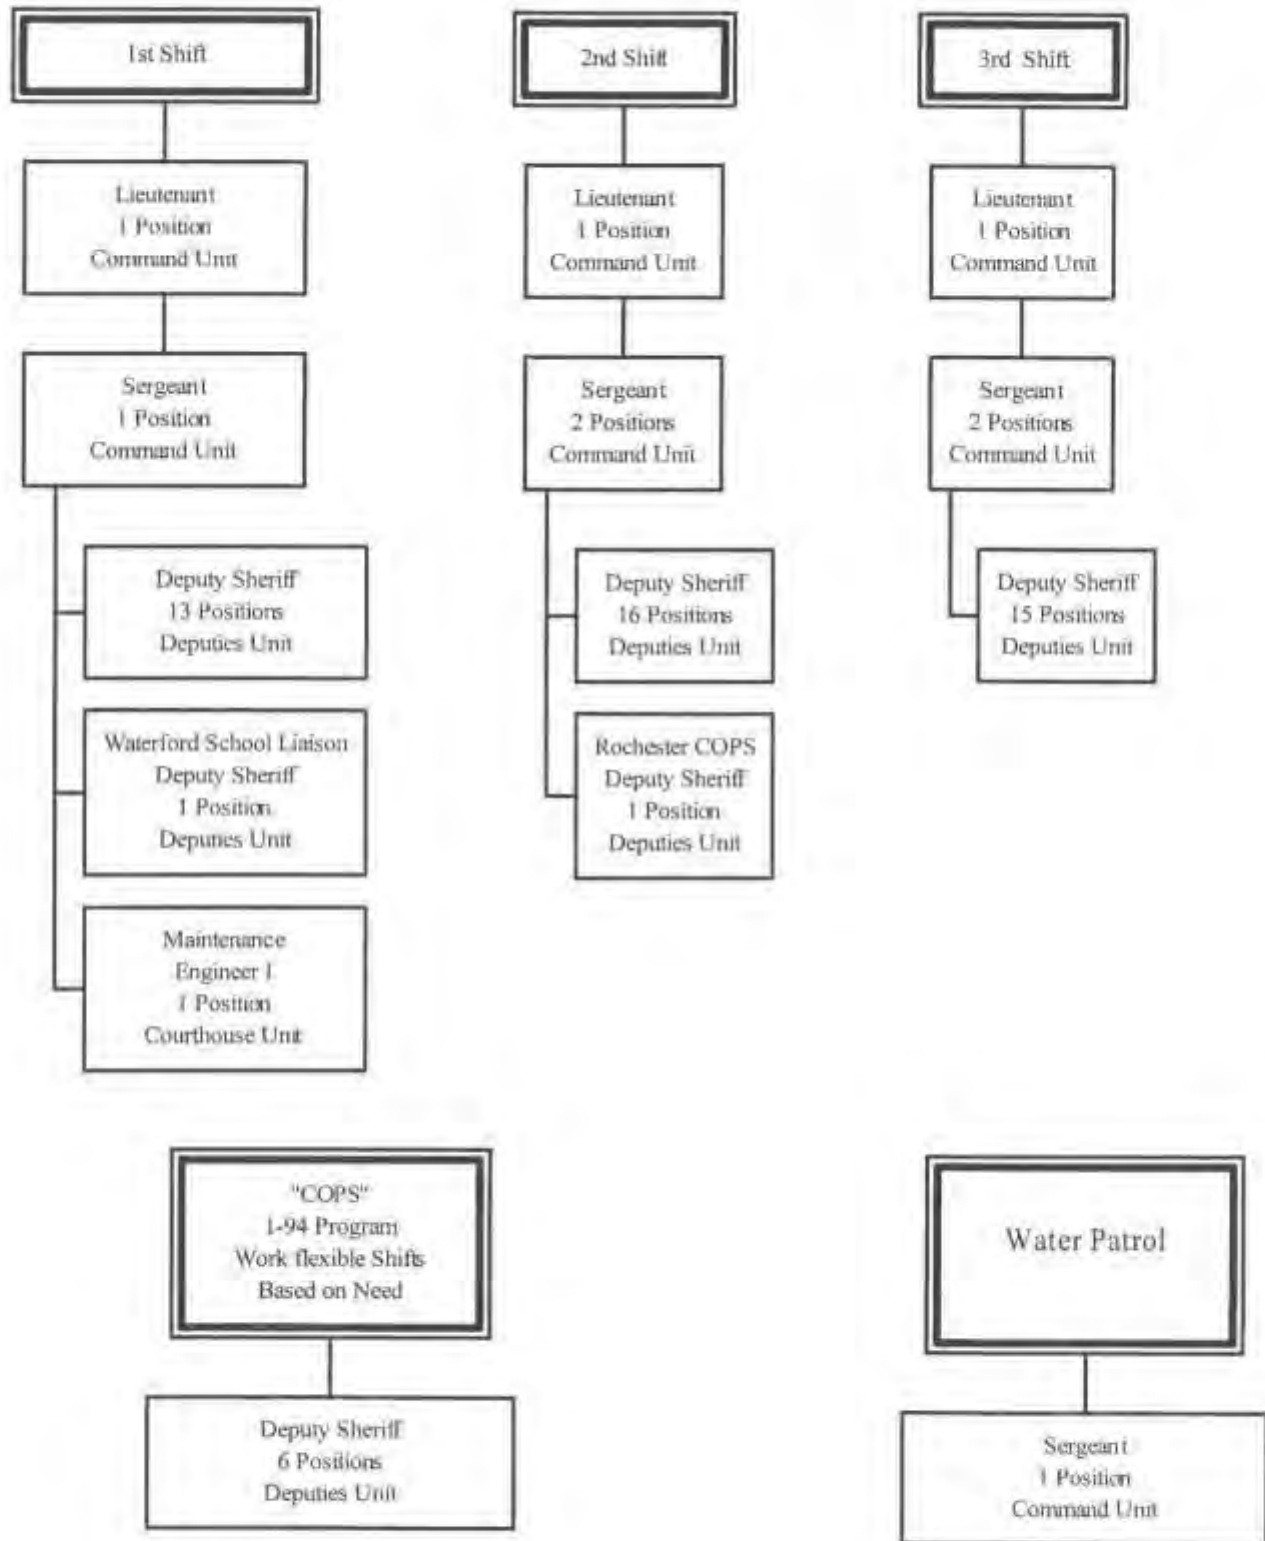 1st Shift
Lieutenant
1 Position
Command Unit
Sergeant
1 Position
Command Unit
Deputy Sheriff
13 Positions
Deputies Unit
Waterford School Liaison
Deputy Sheriff
1 Position
Deputies Unit
Maintenance
Engineer I
1 Position
Courthouse Unit
2nd Shift
Lieutenant
1 Position
Command Unit
Sergeant
2 Positions
Command Unit
Deputy Sheriff
16 Positions
Deputies Unit
Rochester COPS
Deputy Sheriff
1 Position
Deputies Unit
3rd Shift
Lieutenant
1 Position
Command Unit
Sergeant
2 Positions
Command Unit
Deputy Sheriff
15 Positions
Deputies Unit
"COPS"
1-94 Program
Work flexible Shifts
Based on Need
Deputy Sheriff
6 Positions
Deputies Unit
Water Patrol
Sergeant
1 Position
Command Unit